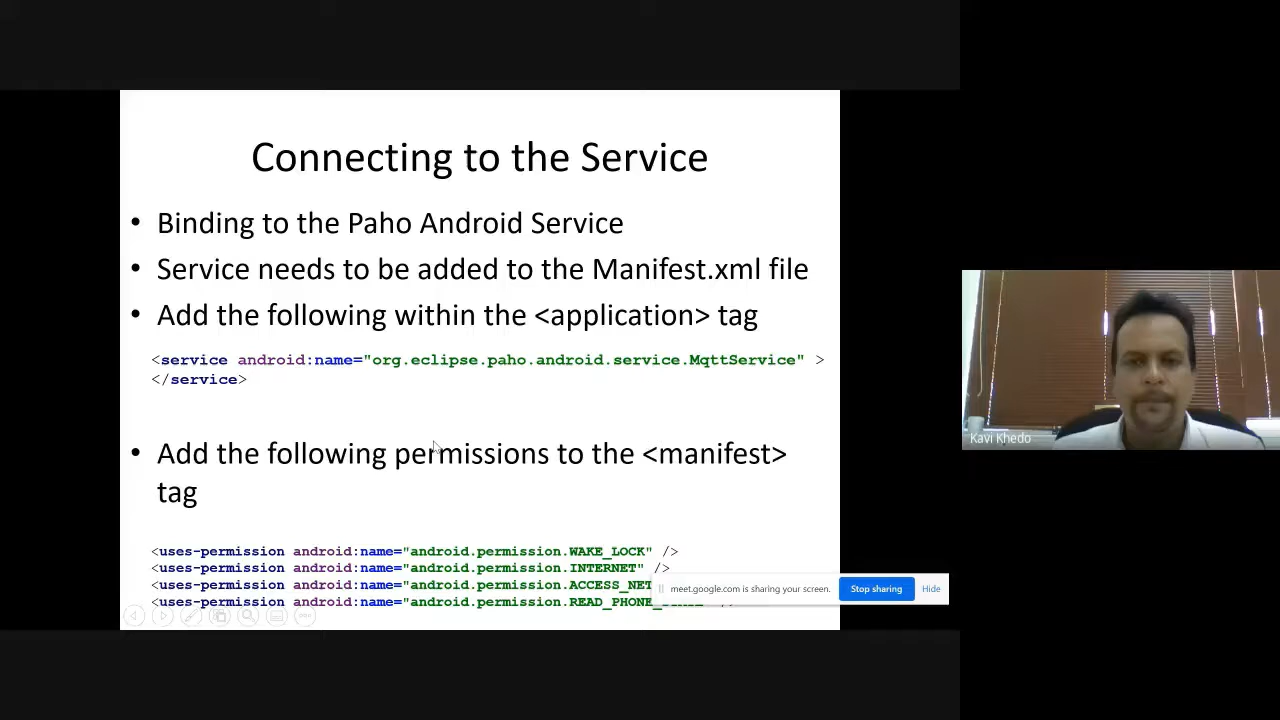 Connecting to the Service
• Binding to the Paho Android Service
• Service needs to be added to the Manifest.xml file
• Add the following within the <application> tag
<service android:name="org.eclipse.paho.android.service.MqttService" >
</service>
• Add the following permissions to the <manifest>
tag
<uses-permission android:name="android.permission.WAKE_LOCK" />
<uses-permission android:name="android.permission.INTERNET" />
<uses-permission android:name="android.permission.ACCESS_NET
<uses-permission android:name="android.permission.READ_PHONE_
meet.google.com is sharing your screen.
Stop sharing
Hide
Kavi Khedo